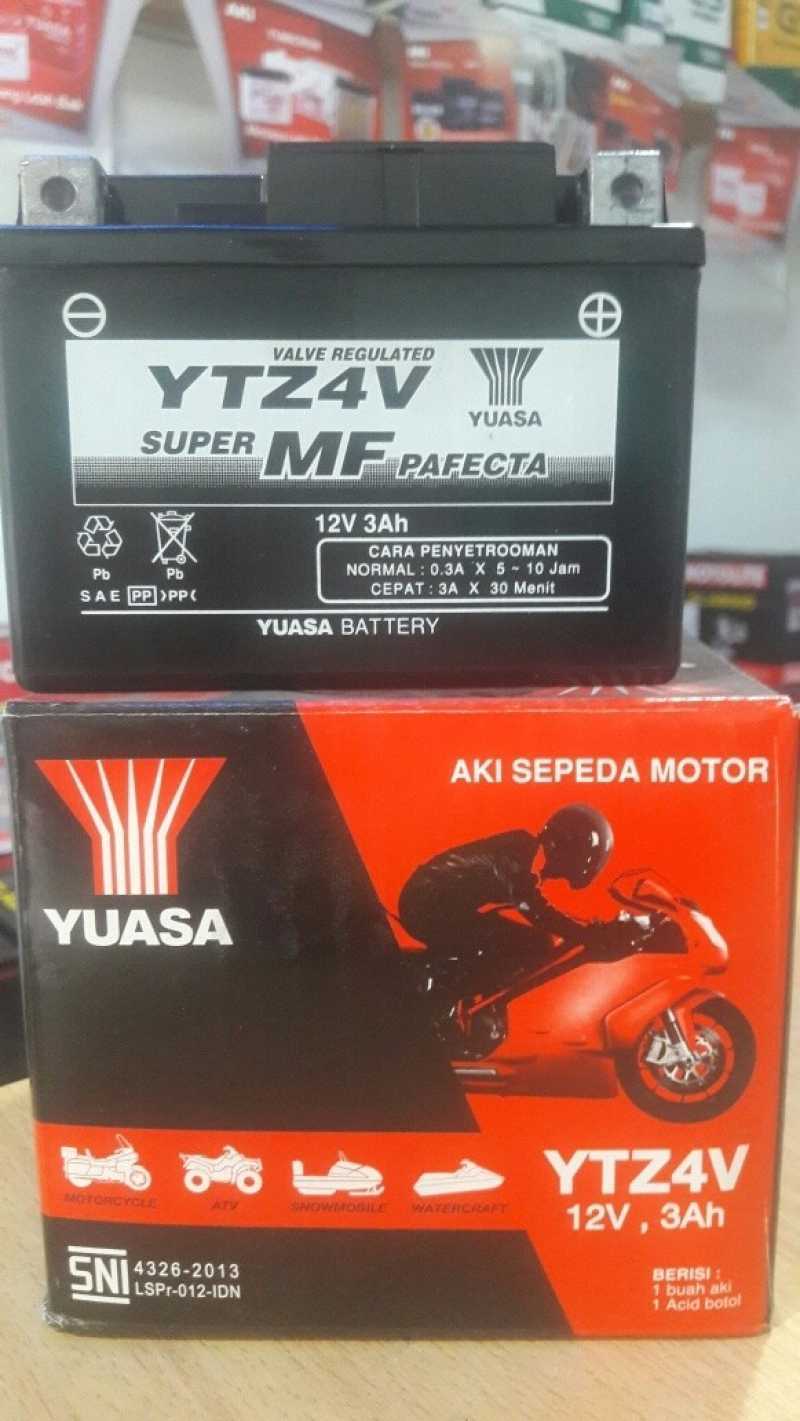 AKI
VALVE REGULATED
YTZ4V
YUASA
SUPER MF PAFECTA
12V 3Ah
CARA PENYETROOMAN
NORMAL : 0.3A X 5 ~ 10 Jam
CEPAT : 3A X 30 Menit
Pb Pb
S A E PP >PP<
YUASA BATTERY
AKI SEPEDA MOTOR
YUASA
MOTORCYCLE ATV SNOWMOBILE WATERCRAFT
YTZ4V
12V , 3Ah
SNI 4326-2013
LSPr-012-IDN
BERISI :
1 buah aki
1 Acid botol